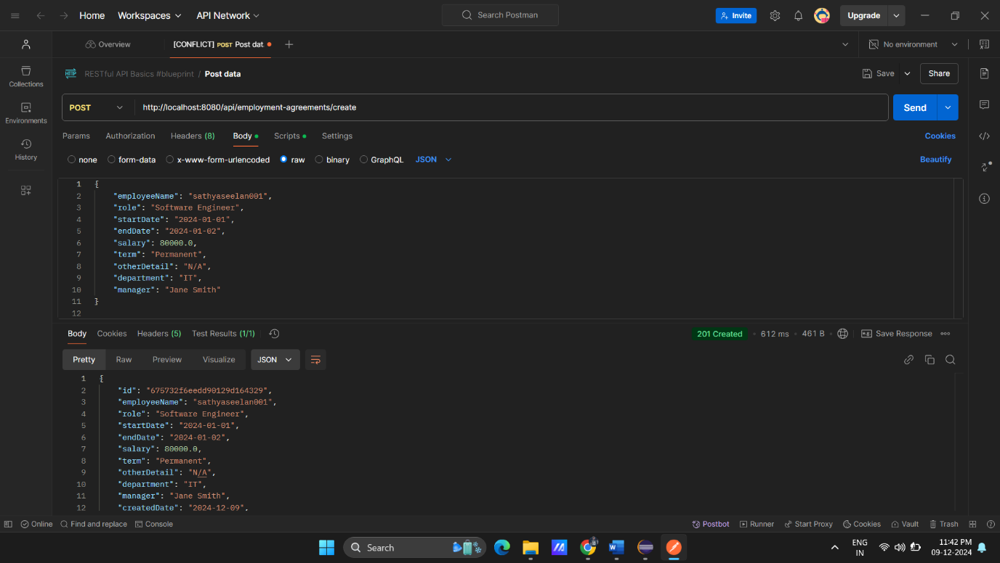 Home Workspaces API Network Search Postman Invite Upgrade
Overview [CONFLICT] POST Post dat No environment
Collections
Environments
History
HTTP RESTful API Basics #blueprint / Post data Save Share
POST http://localhost:8080/api/employment-agreements/create Send
Params Authorization Headers (8) Body Scripts Settings Cookies
none form-data x-www-form-urlencoded raw binary GraphQL JSON Beautify
1 {
2 "employeeName": "sathyaseelan001",
3 "role": "Software Engineer",
4 "startDate": "2024-01-01",
5 "endDate": "2024-01-02",
6 "salary": 80000.0,
7 "term": "Permanent",
8 "otherDetail": "N/A",
9 "department": "IT",
10 "manager": "Jane Smith"
11 }
12
Body Cookies Headers (5) Test Results (1/1) 201 Created 612 ms 461 B e.g. Save Response
Pretty Raw Preview Visualize JSON
1 {
2 "id": "675732f6eedd90129d164329",
3 "employeeName": "sathyaseelan001",
4 "role": "Software Engineer",
5 "startDate": "2024-01-01",
6 "endDate": "2024-01-02",
7 "salary": 80000.0,
8 "term": "Permanent",
9 "otherDetail": "N/A",
10 "department": "IT",
11 "manager": "Jane Smith",
12 "createdDate": "2024-12-09",
Online Find and replace Console Postbot Runner Start Proxy Cookies Vault Trash
Search ENG 11:42 PM
IN 09-12-2024